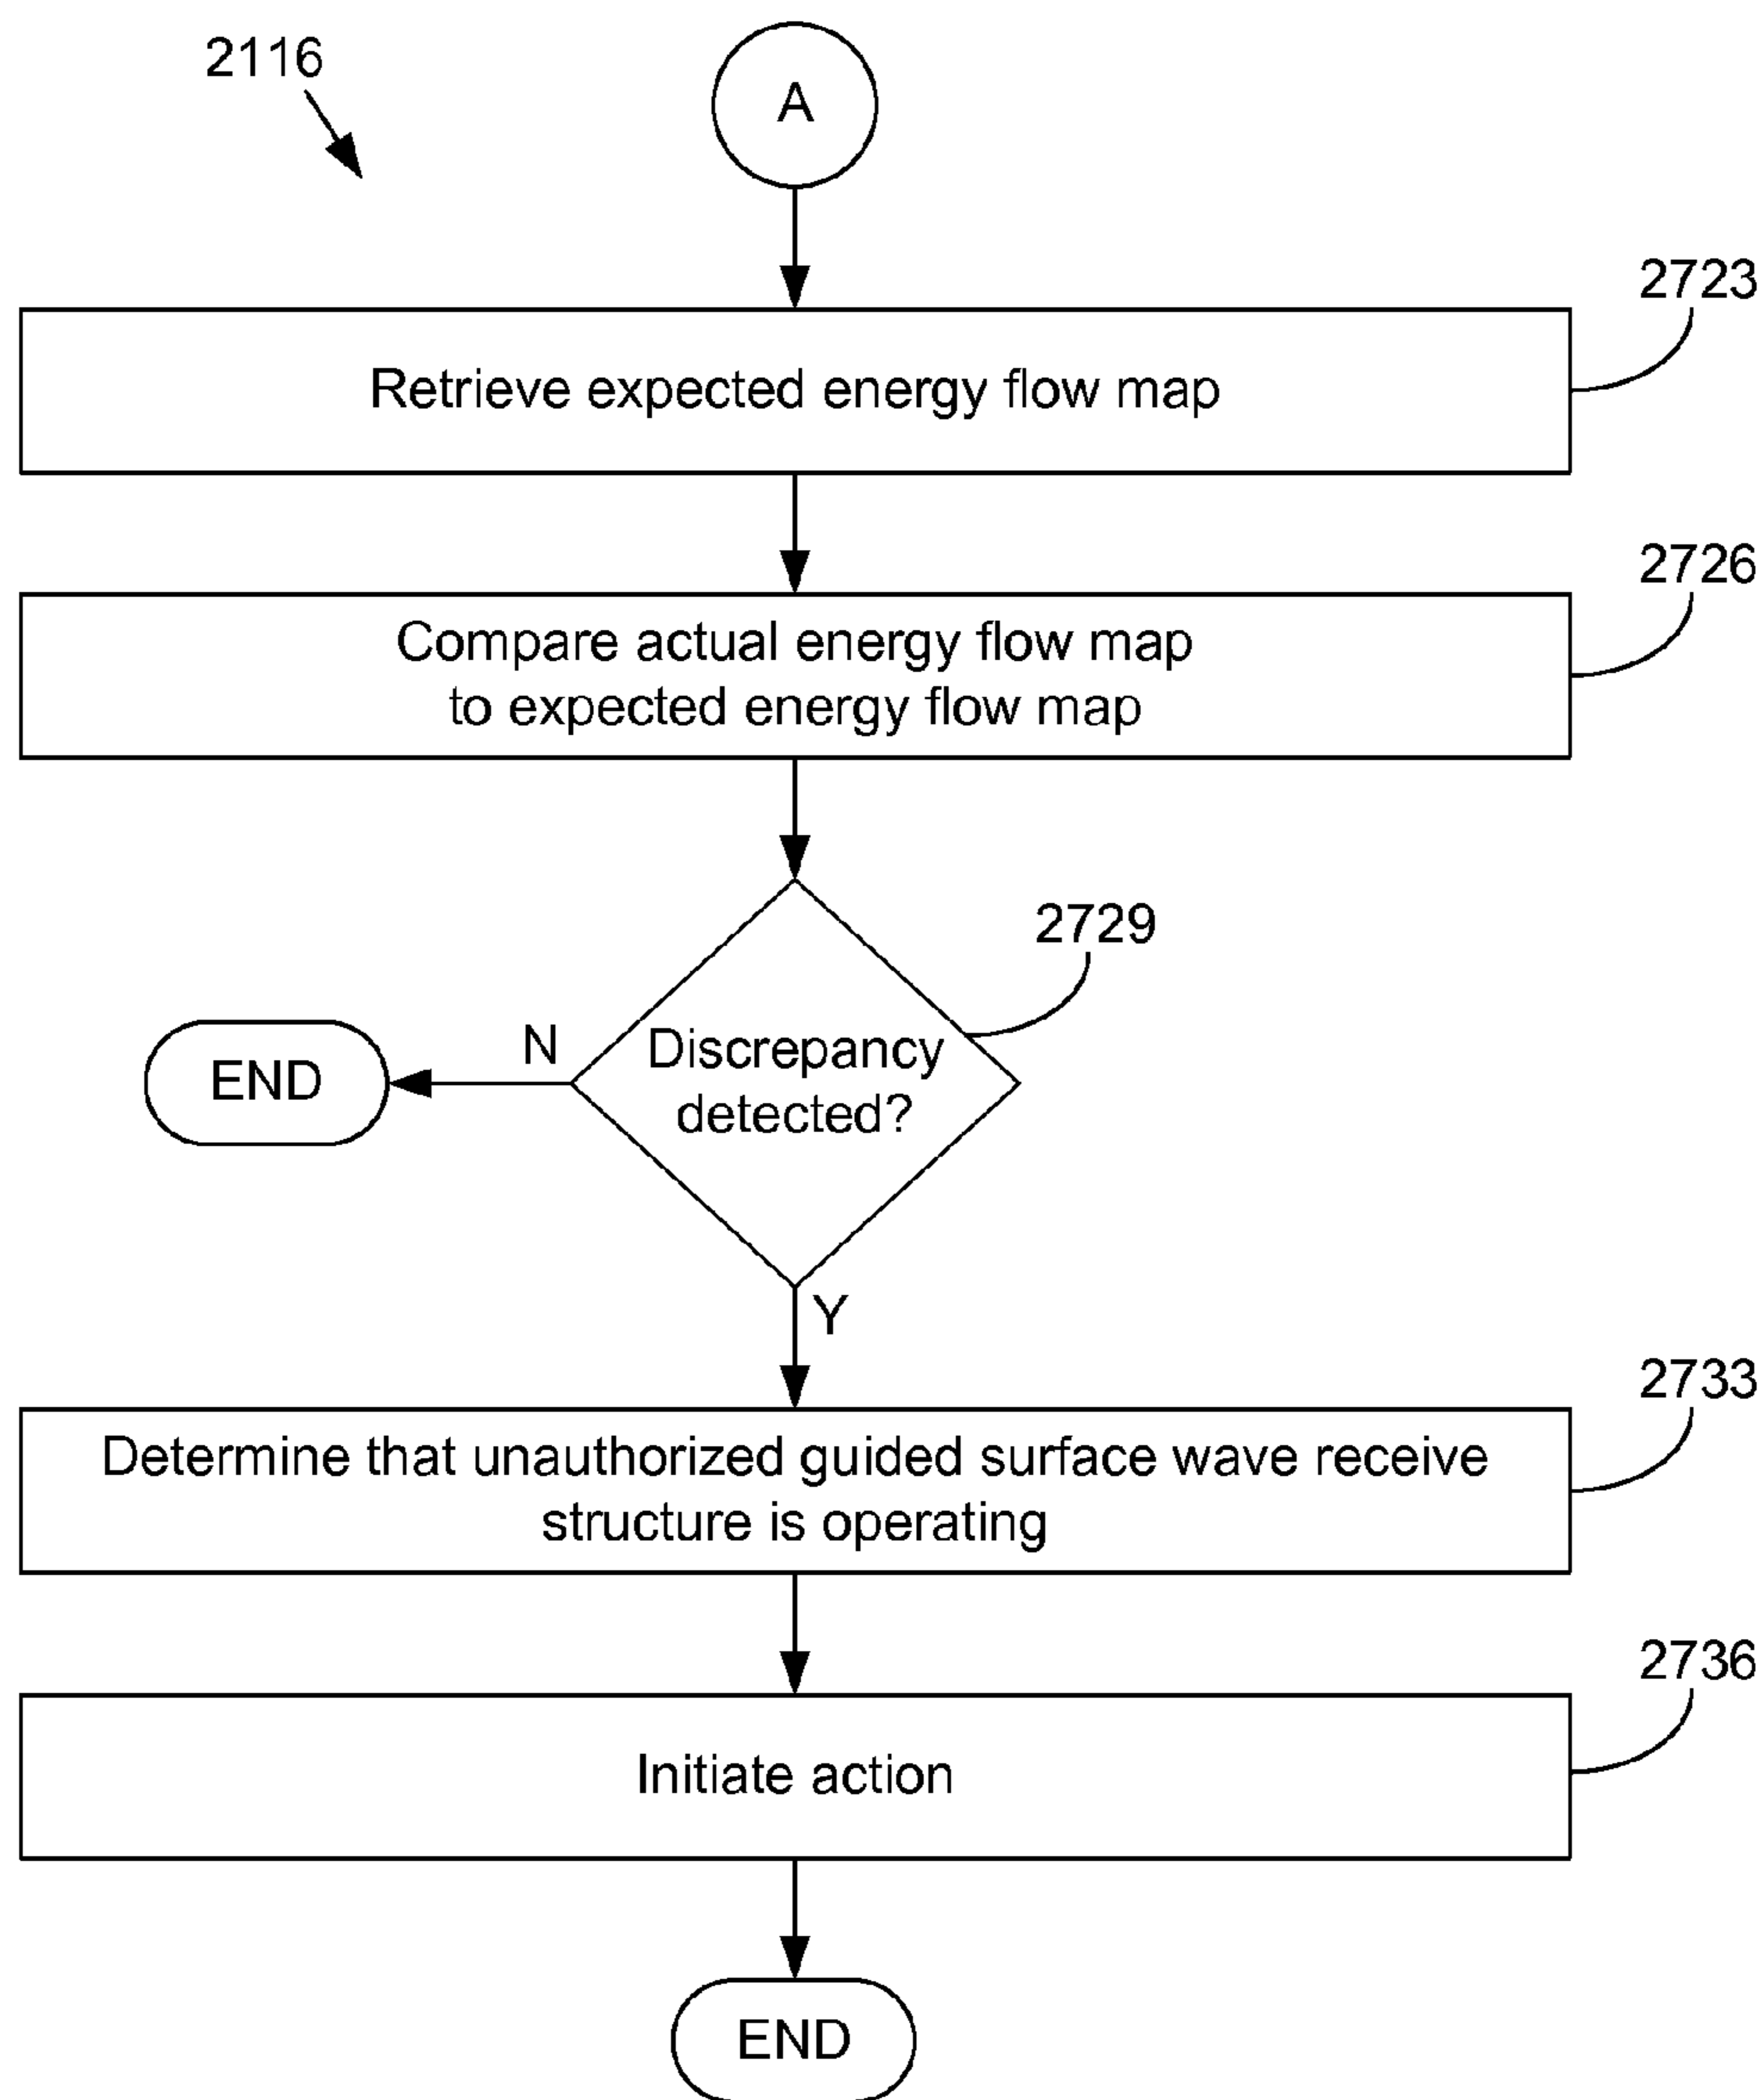 2116
A
2723
Retrieve expected energy flow map
2726
Compare actual energy flow map
to expected energy flow map
2729
Discrepancy
detected?
N
END
Y
2733
Determine that unauthorized guided surface wave receive
structure is operating
2736
Initiate action
END